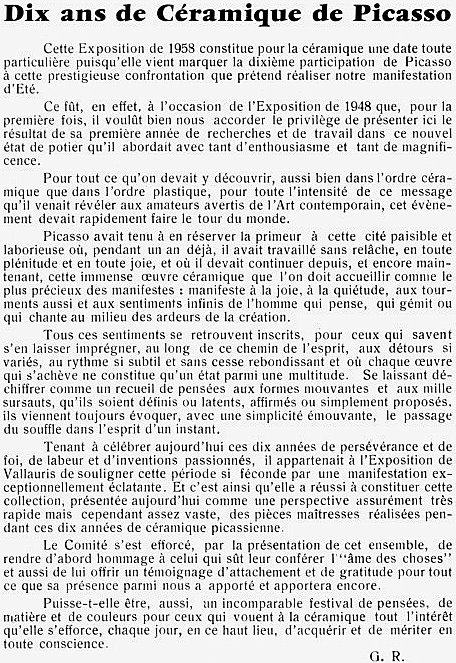 Dix ans de Céramique de Picasso
Cette Exposition de 1958 constitue pour la céramique une date toute
particulière puisqu'elle vient marquer la dixième participation de Picasso
à cette prestigieuse confrontation que prétend réaliser notre manifestation
d'Eté.
Ce fût, en effet, à l'occasion de l'Exposition de 1948 que, pour la
première fois, il voulût bien nous accorder le privilège de présenter ici le
résultat de sa première année de recherches et de travail dans ce nouvel
état de potier qu'il abordait avec tant d'enthousiasme et tant de magnifi-
cence.
Pour tout ce qu'on devait y découvrir, aussi bien dans l'ordre céra-
mique que dans l'ordre plastique, pour toute l'intensité de ce message
qu'il venait révéler aux amateurs avertis de l'Art contemporain, cet évène-
ment devait rapidement faire le tour du monde.
Picasso avait tenu à en réserver la primeur à cette cité paisible et
laborieuse où, pendant un an déjà, il avait travaillé sans relâche, en toute
plénitude et en toute joie, et où il devait continuer depuis, et encore main-
tenant, cette immense œuvre céramique que l'on doit accueillir comme le
plus précieux des manifestes : manifeste à la joie, à la quiétude, aux tour-
ments aussi et aux sentiments infinis de l'homme qui pense, qui gémit ou
qui chante au milieu des ardeurs de la création.
Tous ces sentiments se retrouvent inscrits, pour ceux qui savent
s'en laisser imprégner, au long de ce chemin de l'esprit, aux détours si
variés, au rythme si subtil et sans cesse rebondissant et où chaque œuvre
qui s'achève ne constitue qu'un état parmi une multitude. Se laissant dé-
chiffrer comme un recueil de pensées aux formes mouvantes et aux mille
sursauts, qu'ils soient définis ou latents, affirmés ou simplement proposés,
ils viennent toujours évoquer, avec une simplicité émouvante, le passage
du souffle dans l'esprit d'un instant.
Tenant à célébrer aujourd'hui ces dix années de persévérance et de
foi, de labeur et d'inventions passionnés, il appartenait à l'Exposition de
Vallauris de souligner cette période si féconde par une manifestation ex-
ceptionnellement éclatante. Et c'est ainsi qu'elle a réussi à constituer cette
collection, présentée aujourd'hui comme une perspective assurément très
rapide mais cependant assez vaste, des pièces maîtresses réalisées pen-
dant ces dix années de céramique picassienne.
Le Comité s'est efforcé, par la présentation de cet ensemble, de
rendre d'abord hommage à celui qui sût leur conférer l'"âme des choses"
et aussi de lui offrir un témoignage d'attachement et de gratitude pour tout
ce que sa présence parmi nous a apporté et apportera encore.
Puisse-t-elle être, aussi, un incomparable festival de pensées, de
matière et de couleurs pour ceux qui vouent à la céramique tout l'intérêt
qu'elle s'efforce, chaque jour, en ce haut lieu, d'acquérir et de mériter en
toute conscience.
G. R.